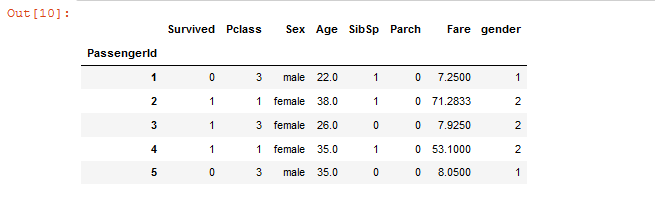 Out[10]:
Survived Pclass Sex Age SibSp Parch Fare gender
PassengerId
1 0 3 male 22.0 1 0 7.2500 1
2 1 1 female 38.0 1 0 71.2833 2
3 1 3 female 26.0 0 0 7.9250 2
4 1 1 female 35.0 1 0 53.1000 2
5 0 3 male 35.0 0 0 8.0500 1